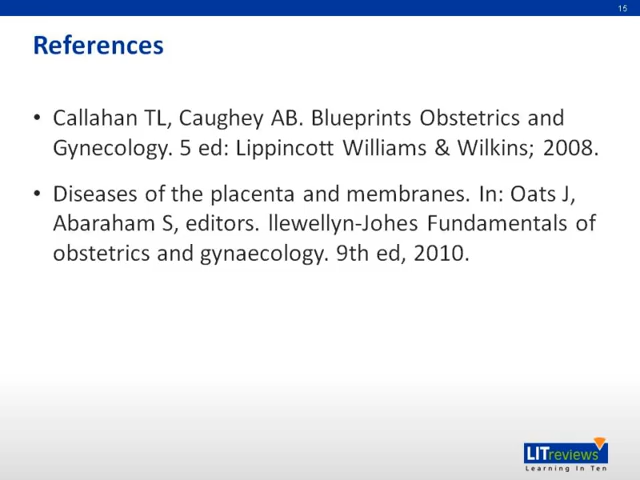 15
References
• Callahan TL, Caughey AB. Blueprints Obstetrics and
Gynecology. 5 ed: Lippincott Williams & Wilkins; 2008.
• Diseases of the placenta and membranes. In: Oats J,
Abaraham S, editors. llewellyn-Johes Fundamentals of
obstetrics and gynaecology. 9th ed, 2010.
LITreviews
Learning In Ten